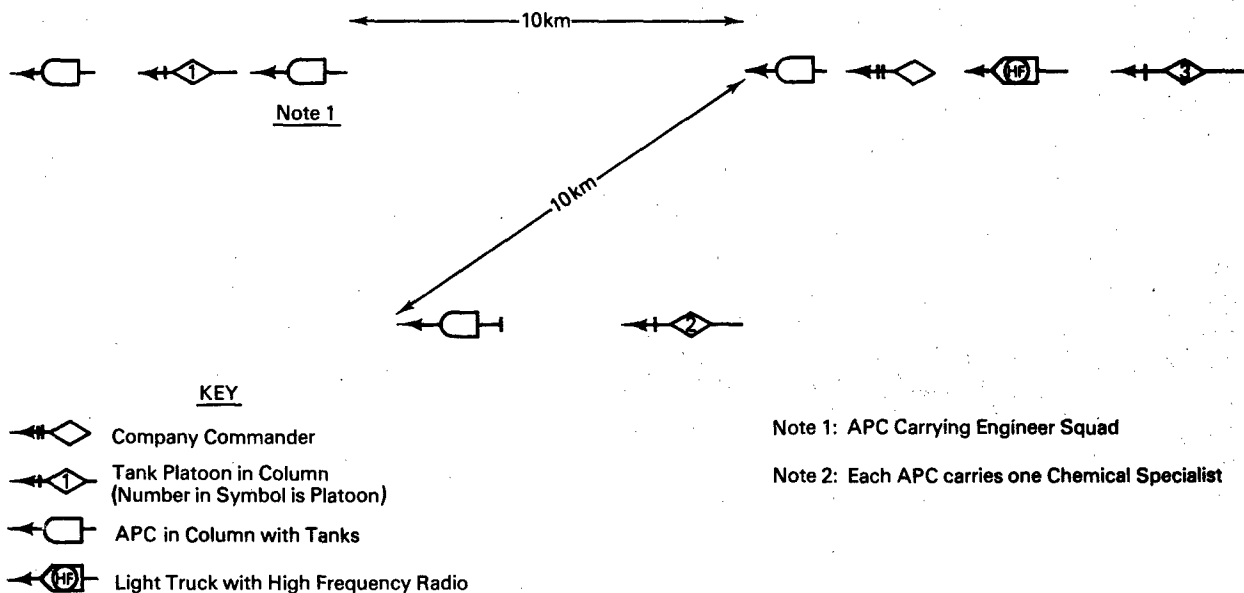 10km
1
HF
3
Note 1
10km
2
KEY
Company Commander
1
Tank Platoon in Column
(Number in Symbol is Platoon)
APC in Column with Tanks
HF
Light Truck with High Frequency Radio
Note 1: APC Carrying Engineer Squad
Note 2: Each APC carries one Chemical Specialist